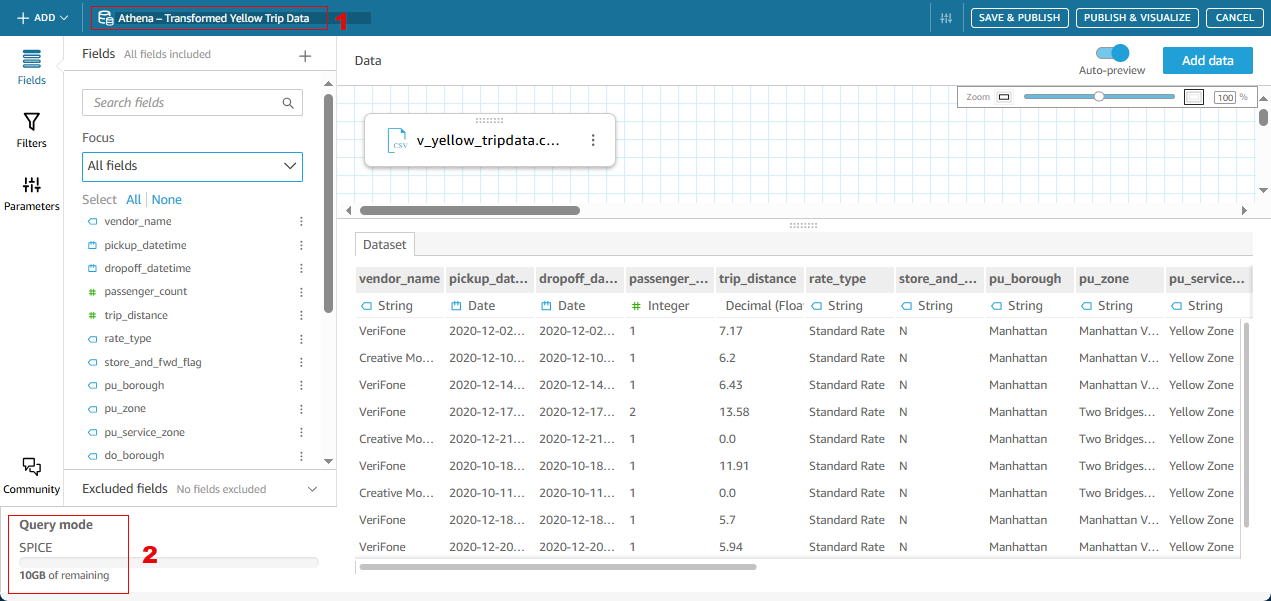 ADD
Athena – Transformed Yellow Trip Data
1
SAVE & PUBLISH
PUBLISH & VISUALIZE
CANCEL
Fields
Filters
Parameters
Community
Fields All fields included
Search fields
Focus
All fields
Select All None
vendor_name
pickup_datetime
dropoff_datetime
passenger_count
trip_distance
rate_type
store_and_fwd_flag
pu_borough
pu_zone
pu_service_zone
do_borough
Excluded fields No fields excluded
Query mode
SPICE
10GB of remaining
2
Data
Auto-preview
Add data
Zoom 100 %
CSV
v_yellow_tripdata.c...
Dataset
vendor_name pickup_dat... dropoff_da... passenger_... trip_distance rate_type store_and_... pu_borough pu_zone pu_service...
String Date Date # Integer Decimal (Floa String String String String String
VeriFone 2020-12-02... 2020-12-02... 1 7.17 Standard Rate N Manhattan Manhattan V... Yellow Zone
Creative Mo... 2020-12-10... 2020-12-10... 1 6.2 Standard Rate N Manhattan Manhattan V... Yellow Zone
VeriFone 2020-12-14... 2020-12-14... 1 6.43 Standard Rate N Manhattan Manhattan V... Yellow Zone
VeriFone 2020-12-17... 2020-12-17... 2 13.58 Standard Rate N Manhattan Two Bridges... Yellow Zone
Creative Mo... 2020-12-21... 2020-12-21... 1 0.0 Standard Rate N Manhattan Two Bridges... Yellow Zone
VeriFone 2020-10-18... 2020-10-18... 1 11.91 Standard Rate N Manhattan Two Bridges... Yellow Zone
Creative Mo... 2020-10-11... 2020-10-11... 1 0.0 Standard Rate N Manhattan Two Bridges... Yellow Zone
VeriFone 2020-12-18... 2020-12-18... 1 5.7 Standard Rate N Manhattan Manhattan V... Yellow Zone
VeriFone 2020-12-20... 2020-12-20... 1 5.94 Standard Rate N Manhattan Manhattan V... Yellow Zone